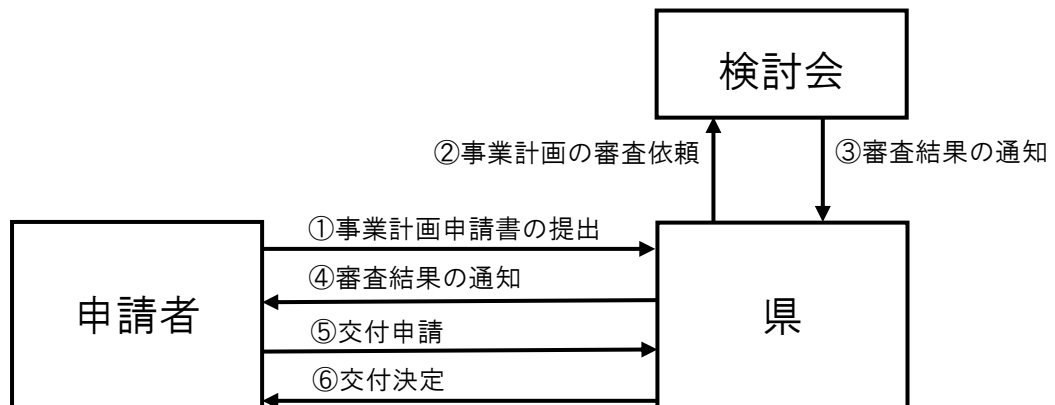 検討会
②事業計画の審査依頼
③審査結果の通知
①事業計画申請書の提出
④審査結果の通知
申請者
県
⑤交付申請
⑥交付決定